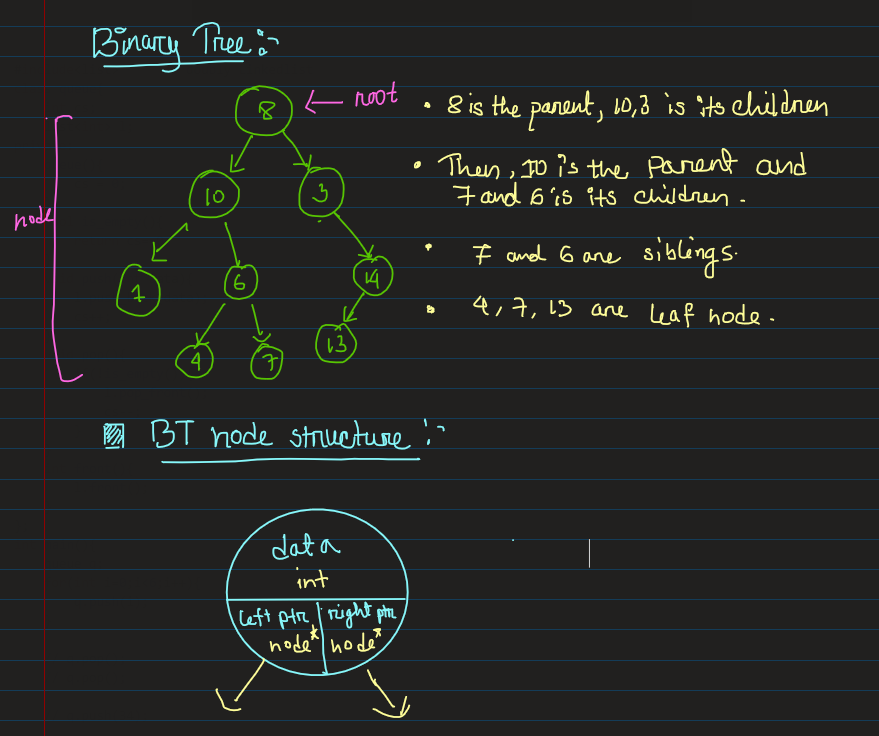 Binary Tree :-
8 ← root
10 3
node
1 6 14
4 7 13
• 8 is the parent, 10,3 is its children
• Then, 10 is the parent and
7 and 6 is its children.
• 7 and 6 are siblings.
• 4, 7, 13 are leaf node.
BT node structure :-
data
int
left ptr right ptr
node* node*